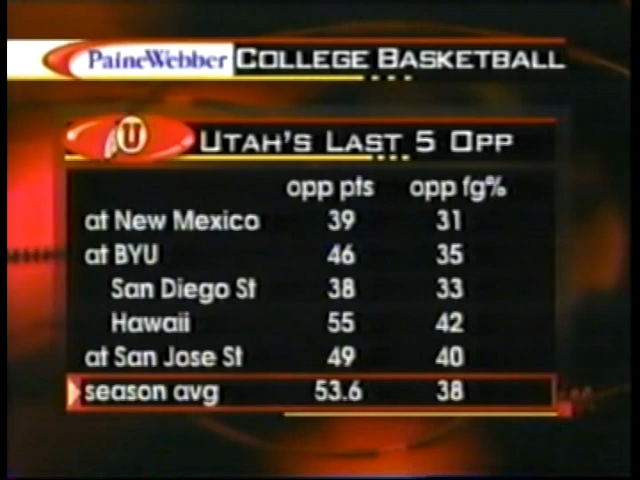 PaineWebber COLLEGE BASKETBALL
U UTAH'S LAST 5 OPP
opp pts opp fg%
at New Mexico 39 31
at BYU 46 35
San Diego St 38 33
Hawaii 55 42
at San Jose St 49 40
season avg 53.6 38